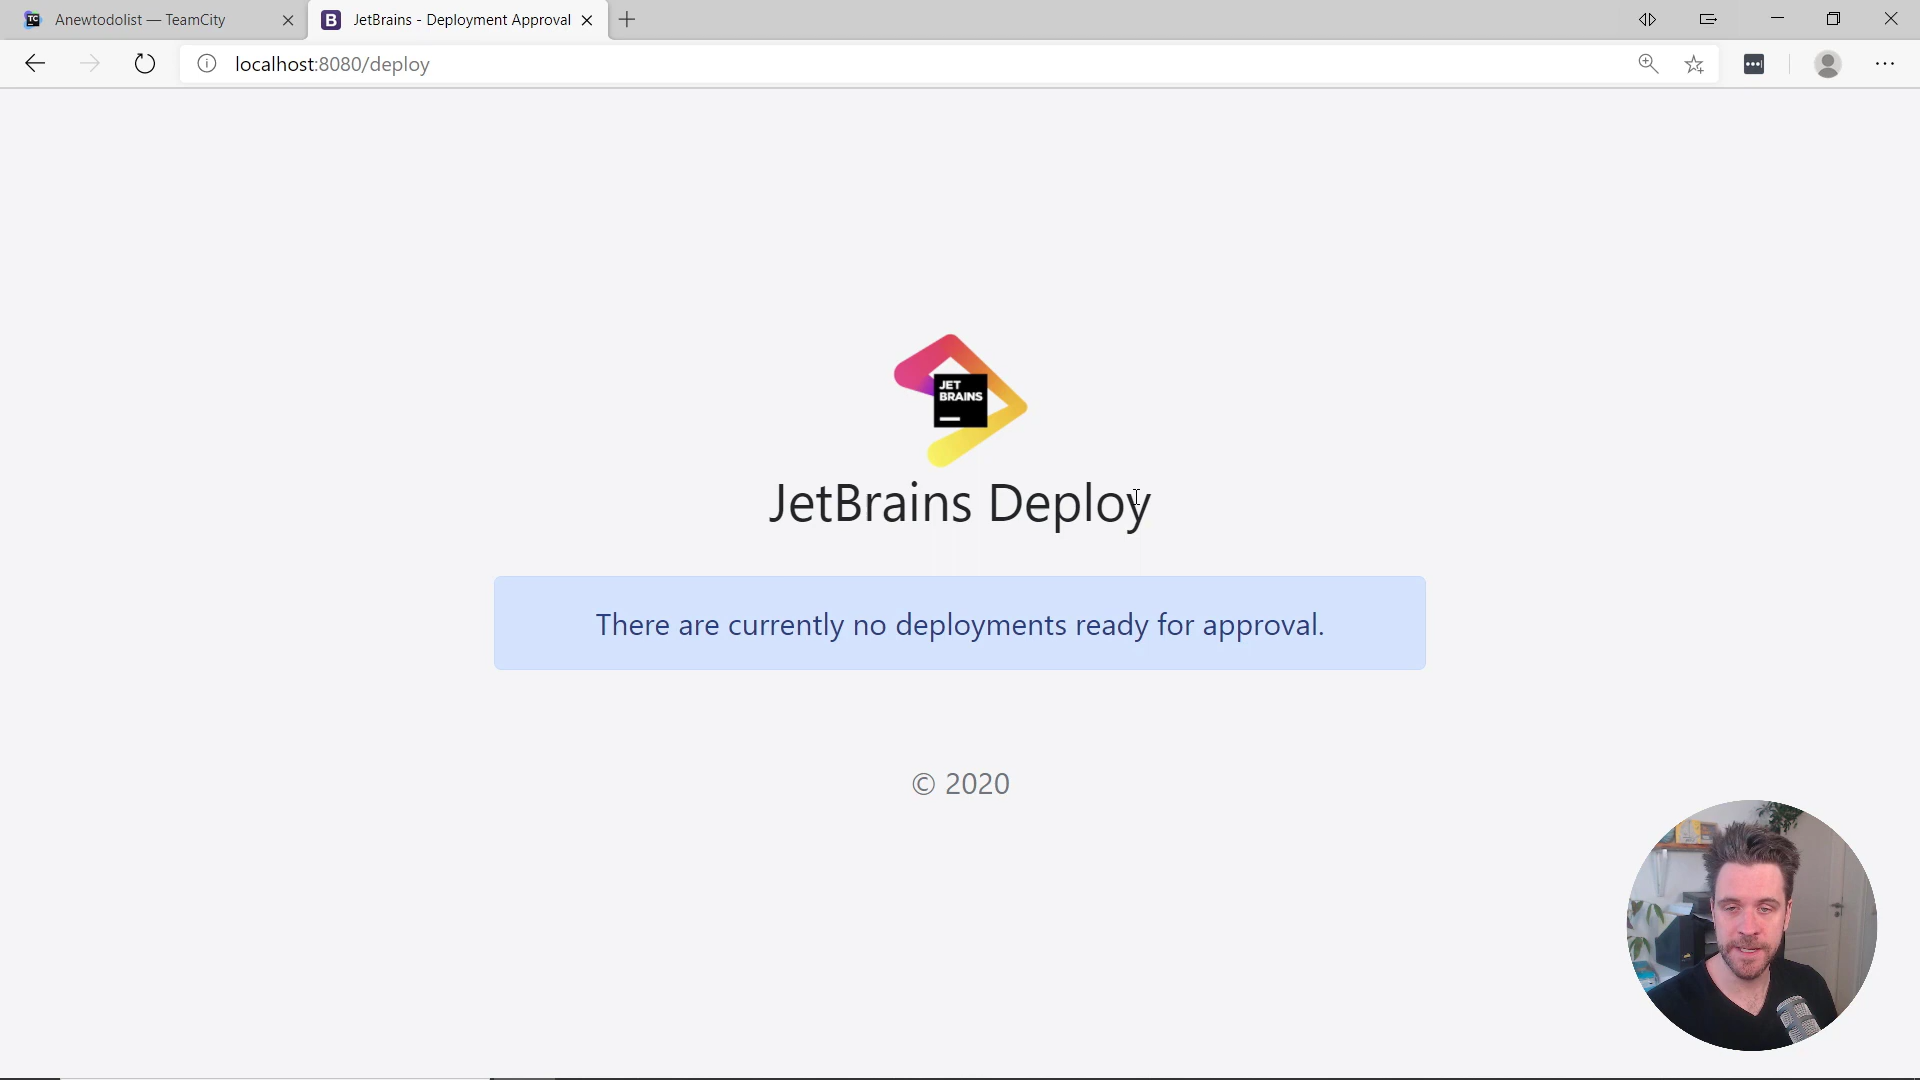 TC
Anewtodolist — TeamCity
B
JetBrains - Deployment Approval
localhost:8080/deploy
JET
BRAINS
JetBrains Deploy
There are currently no deployments ready for approval.
© 2020